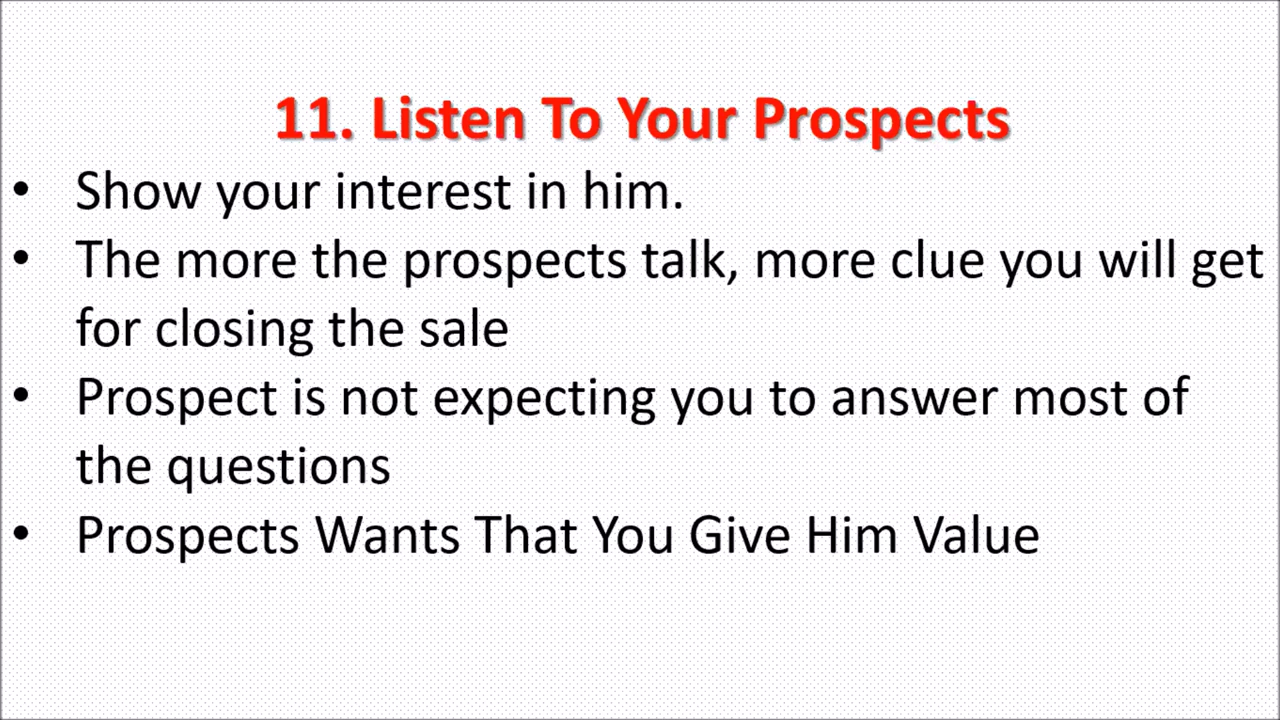 11. Listen To Your Prospects
• Show your interest in him.
• The more the prospects talk, more clue you will get
for closing the sale
• Prospect is not expecting you to answer most of
the questions
• Prospects Wants That You Give Him Value